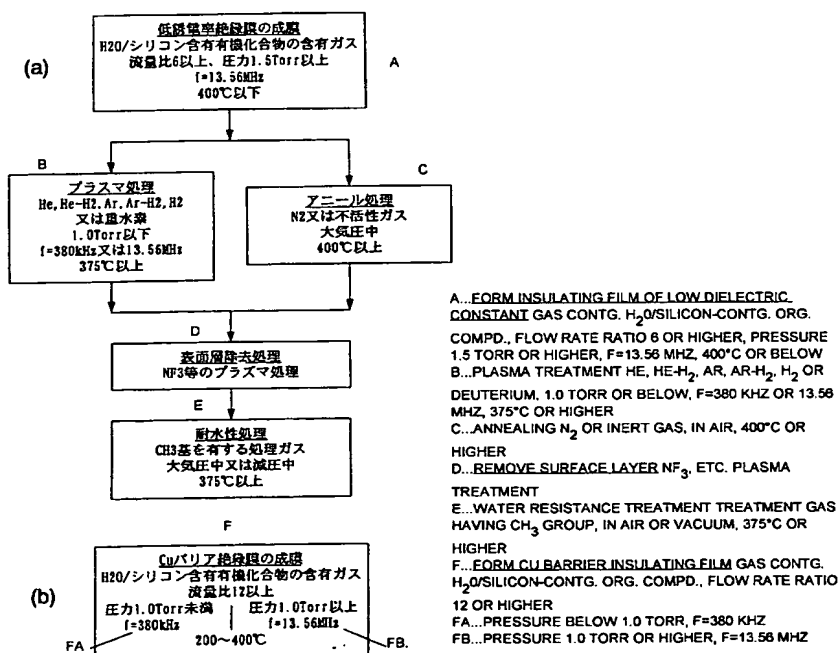 (a)
低誘電率絶縁膜の成膜
H2O/シリコン含有有機化合物の含有ガス
流量比6以上、圧力1.5Torr以上
f=13.56MHz
400℃以下
A
B
プラズマ処理
He, He-H2, Ar, Ar-H2, H2
又は重水素
1.0Torr以下
f=380kHz又は13.56MHz
375℃以上
C
アニール処理
N2又は不活性ガス
大気圧中
400℃以上
D
表面層除去処理
NF3等のプラズマ処理
E
耐水性処理
CH3基を有する処理ガス
大気圧中又は減圧中
375℃以上
F
(b)
Cuバリア絶縁膜の成膜
H2O/シリコン含有有機化合物の含有ガス
流量比12以上
圧力1.0Torr未満
f=380kHz
圧力1.0Torr以上
f=13.56MHz
200～400℃
FA
FB.
A...FORM INSULATING FILM OF LOW DIELECTRIC
CONSTANT GAS CONTG. H2O/SILICON-CONTG. ORG.
COMPD., FLOW RATE RATIO 6 OR HIGHER, PRESSURE
1.5 TORR OR HIGHER, F=13.56 MHZ, 400°C OR BELOW
B...PLASMA TREATMENT HE, HE-H2, AR, AR-H2, H2 OR
DEUTERIUM, 1.0 TORR OR BELOW, F=380 KHZ OR 13.56
MHZ, 375°C OR HIGHER
C...ANNEALING N2 OR INERT GAS, IN AIR, 400°C OR
HIGHER
D...REMOVE SURFACE LAYER NF3, ETC. PLASMA
TREATMENT
E...WATER RESISTANCE TREATMENT TREATMENT GAS
HAVING CH3 GROUP, IN AIR OR VACUUM, 375°C OR
HIGHER
F...FORM CU BARRIER INSULATING FILM GAS CONTG.
H2O/SILICON-CONTG. ORG. COMPD., FLOW RATE RATIO
12 OR HIGHER
FA...PRESSURE BELOW 1.0 TORR, F=380 KHZ
FB...PRESSURE 1.0 TORR OR HIGHER, F=13.56 MHZ